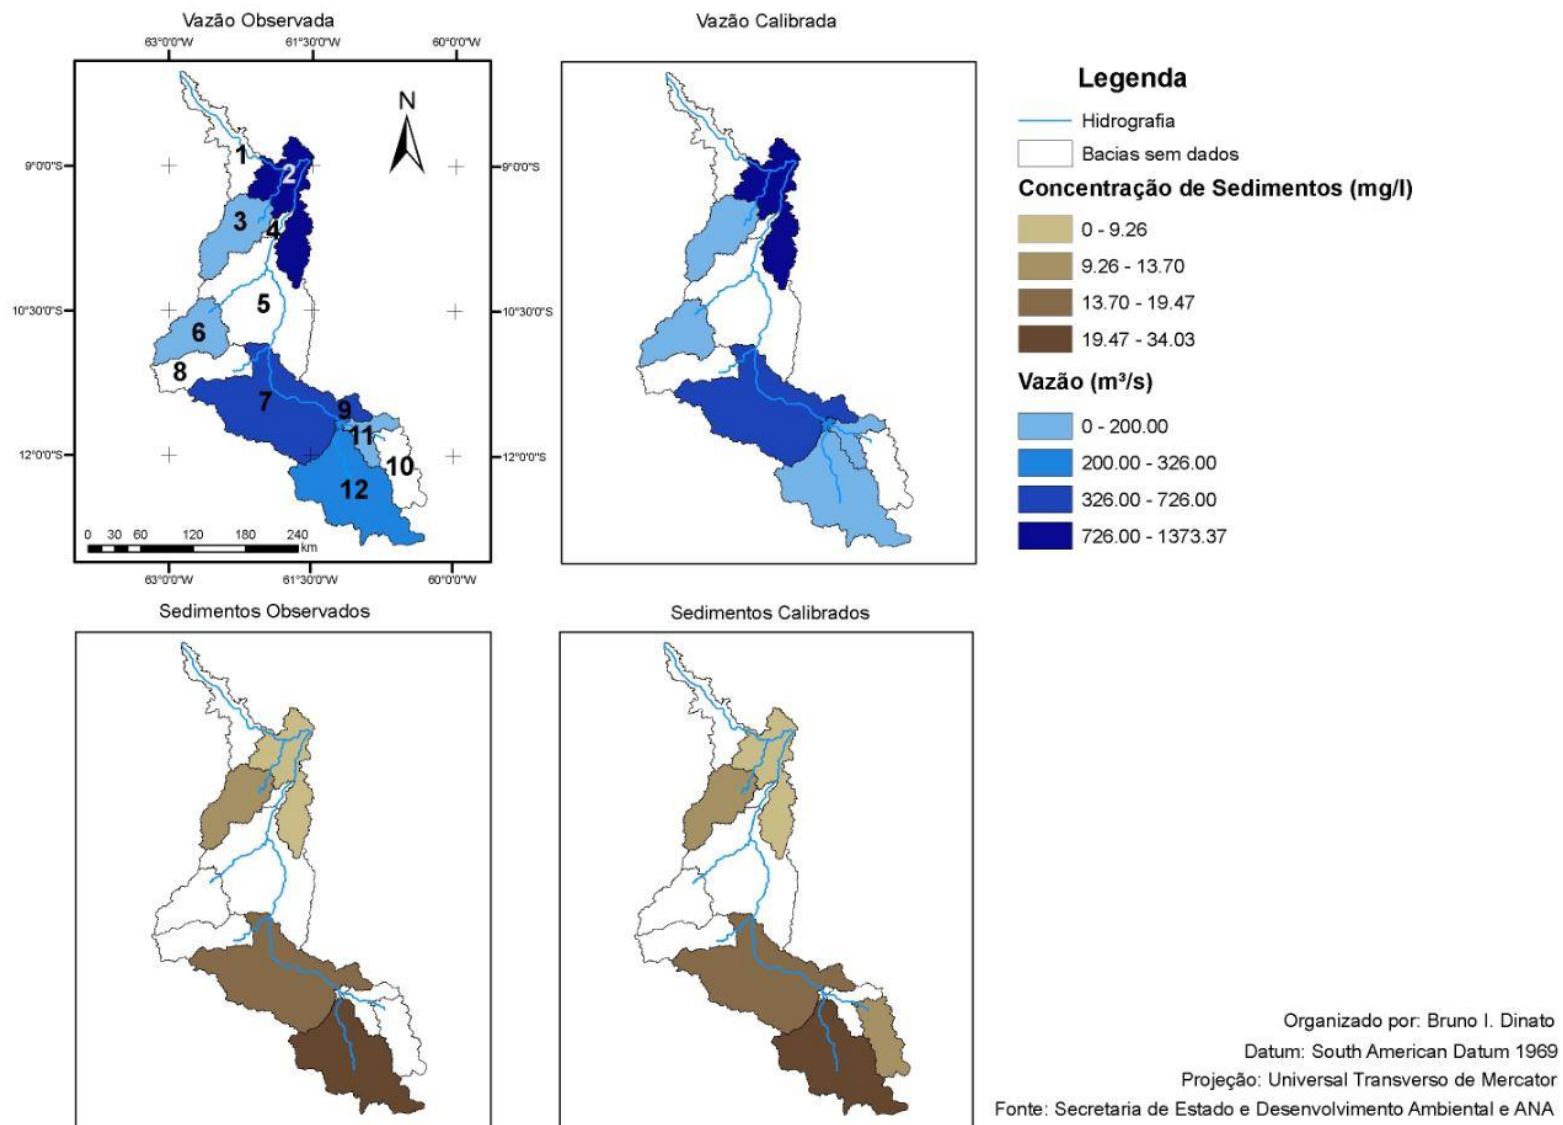 Vazão Observada
Vazão Calibrada
63°0'0"W
61°30'0"W
60°0'0"W
N
9°0'0"S
9°0'0"S
10°30'0"S
10°30'0"S
12°0'0"S
12°0'0"S
1
2
3
4
5
6
8
7
9
11
10
12
0 30 60 120 180 240
km
63°0'0"W
61°30'0"W
60°0'0"W
Legenda
Hidrografia
Bacias sem dados
Concentração de Sedimentos (mg/l)
0 - 9.26
9.26 - 13.70
13.70 - 19.47
19.47 - 34.03
Vazão (m³/s)
0 - 200.00
200.00 - 326.00
326.00 - 726.00
726.00 - 1373.37
Sedimentos Observados
Sedimentos Calibrados
Organizado por: Bruno I. Dinato
Datum: South American Datum 1969
Projeção: Universal Transverso de Mercator
Fonte: Secretaria de Estado e Desenvolvimento Ambiental e ANA